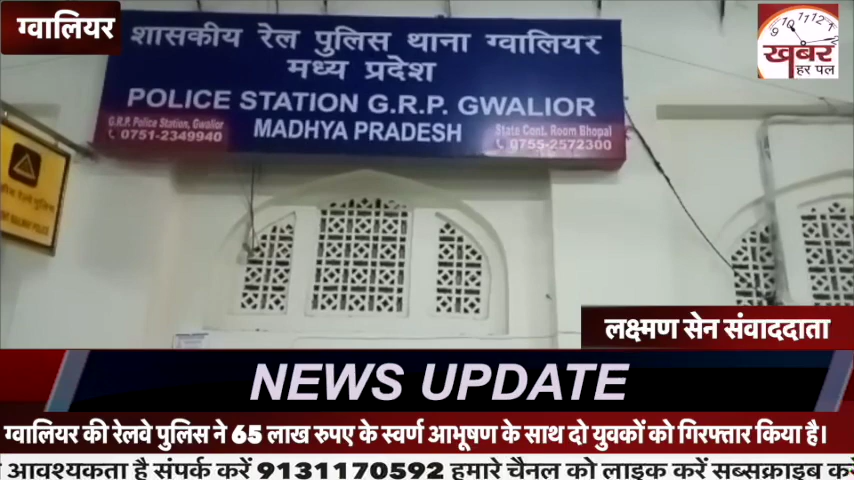 ग्वालियर
शासकीय रेल पुलिस थाना ग्वालियर
मध्य प्रदेश
POLICE STATION G.R.P. GWALIOR
MADHYA PRADESH
G.R.P. Police Station, Gwalior
0751-2349940
State Cont. Room Bhopal
0755-2572300
खबर
हर पल
लक्ष्मण सेन संवाददाता
NEWS UPDATE
ग्वालियर की रेलवे पुलिस ने 65 लाख रुपए के स्वर्ण आभूषण के साथ दो युवकों को गिरफ्तार किया है।
आवश्यकता है संपर्क करें 9131170592 हमारे चैनल को लाइक करें सब्सक्राइब करें